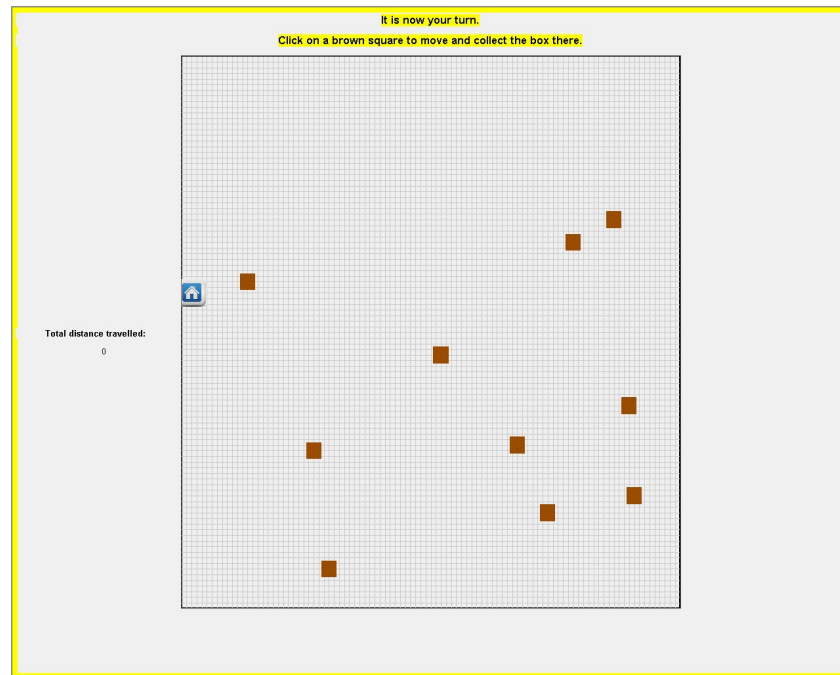 It is now your turn.
Click on a brown square to move and collect the box there.
Total distance travelled:
0